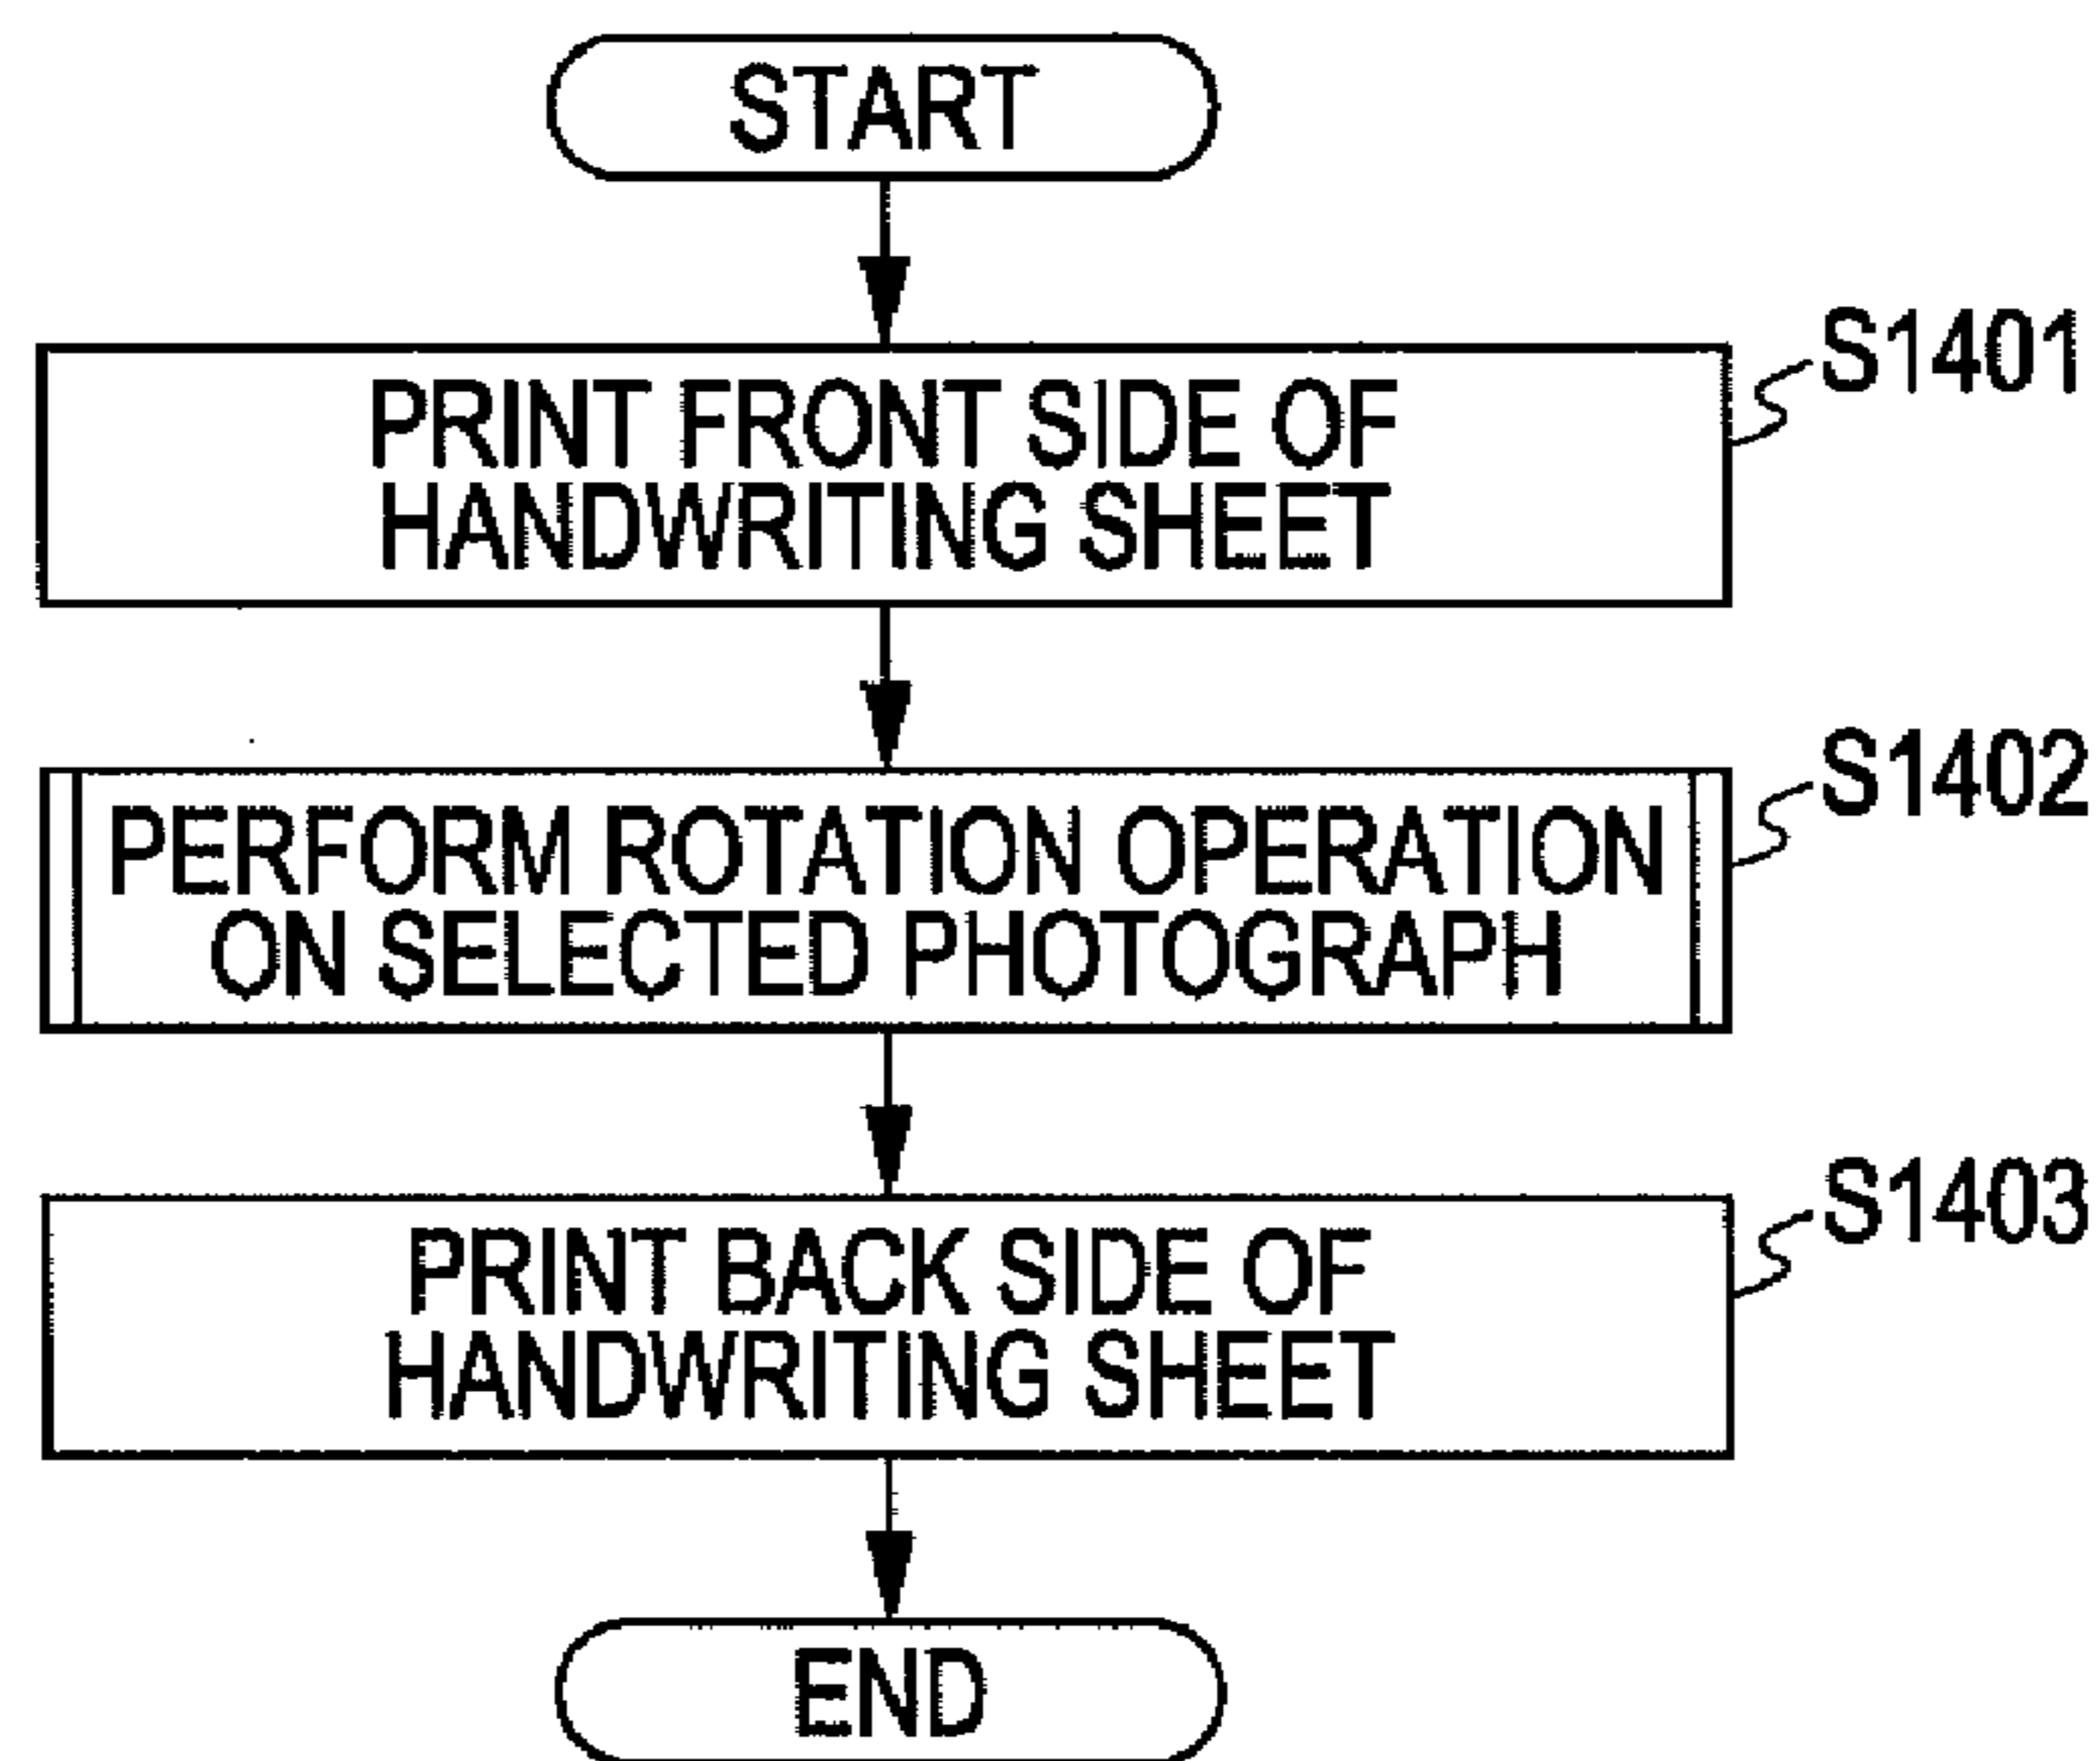 START
PRINT FRONT SIDE OF
HANDWRITING SHEET
S1401
PERFORM ROTATION OPERATION
ON SELECTED PHOTOGRAPH
S1402
PRINT BACK SIDE OF
HANDWRITING SHEET
S1403
END